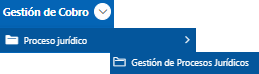 Gestión de Cobro
Proceso jurídico
Gestión de Procesos Jurídicos